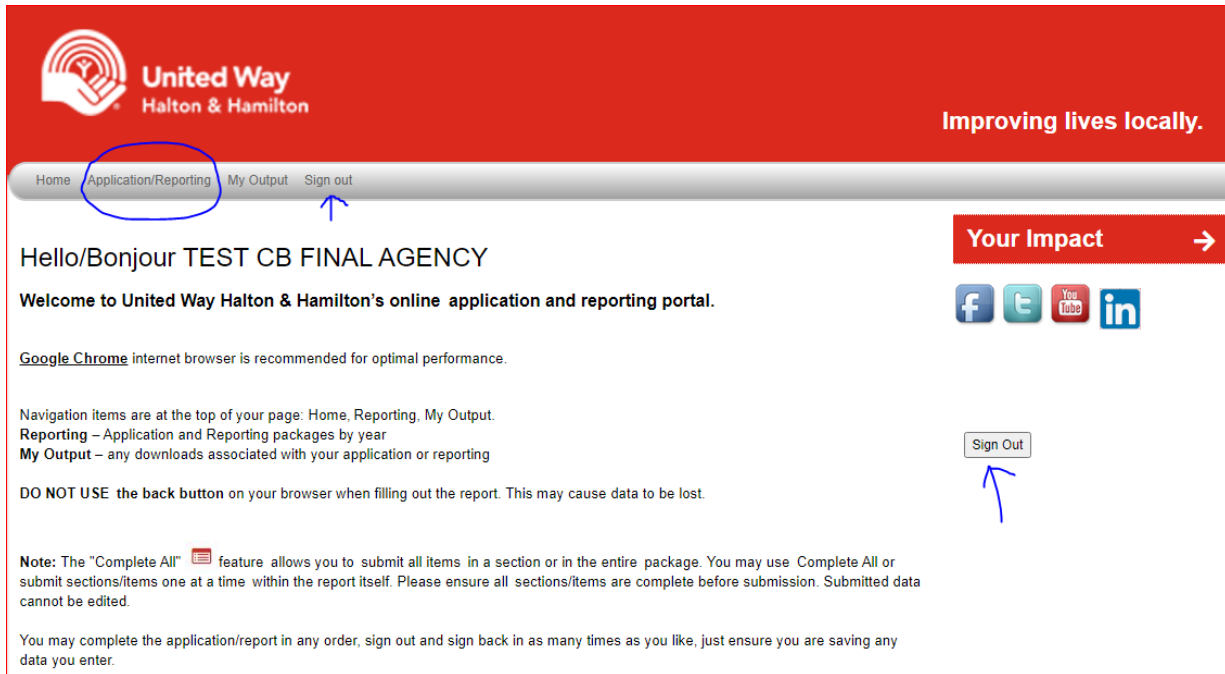 United Way
Halton & Hamilton
Improving lives locally.
Home Application/Reporting My Output Sign out
Hello/Bonjour TEST CB FINAL AGENCY
Your Impact
Welcome to United Way Halton & Hamilton's online application and reporting portal.
You
Tube
Google Chrome internet browser is recommended for optimal performance.
Navigation items are at the top of your page: Home, Reporting, My Output.
Reporting – Application and Reporting packages by year
My Output – any downloads associated with your application or reporting
Sign Out
DO NOT USE the back button on your browser when filling out the report. This may cause data to be lost.
Note: The "Complete All" feature allows you to submit all items in a section or in the entire package. You may use Complete All or
submit sections/items one at a time within the report itself. Please ensure all sections/items are complete before submission. Submitted data
cannot be edited.
You may complete the application/report in any order, sign out and sign back in as many times as you like, just ensure you are saving any
data you enter.